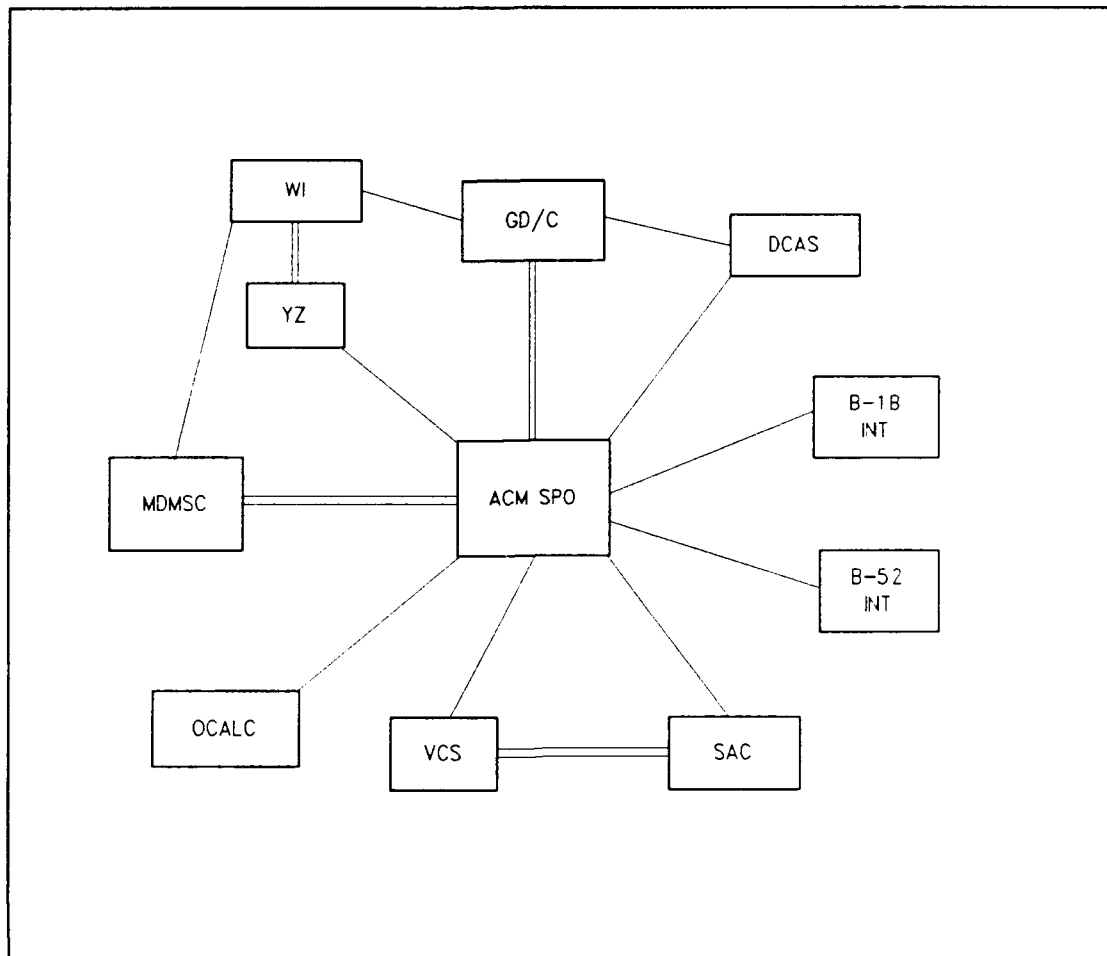 WI
GD/C
DCAS
YZ
B-1B
INT
MDMSC
ACM SPO
B-52
INT
OCALC
VCS
SAC